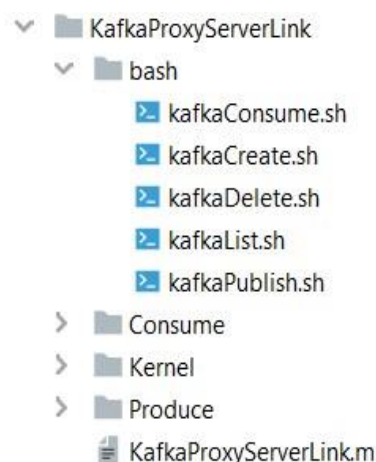 KafkaProxyServerLink
bash
kafkaConsume.sh
kafkaCreate.sh
kafkaDelete.sh
kafkaList.sh
kafkaPublish.sh
Consume
Kernel
Produce
KafkaProxyServerLink.m